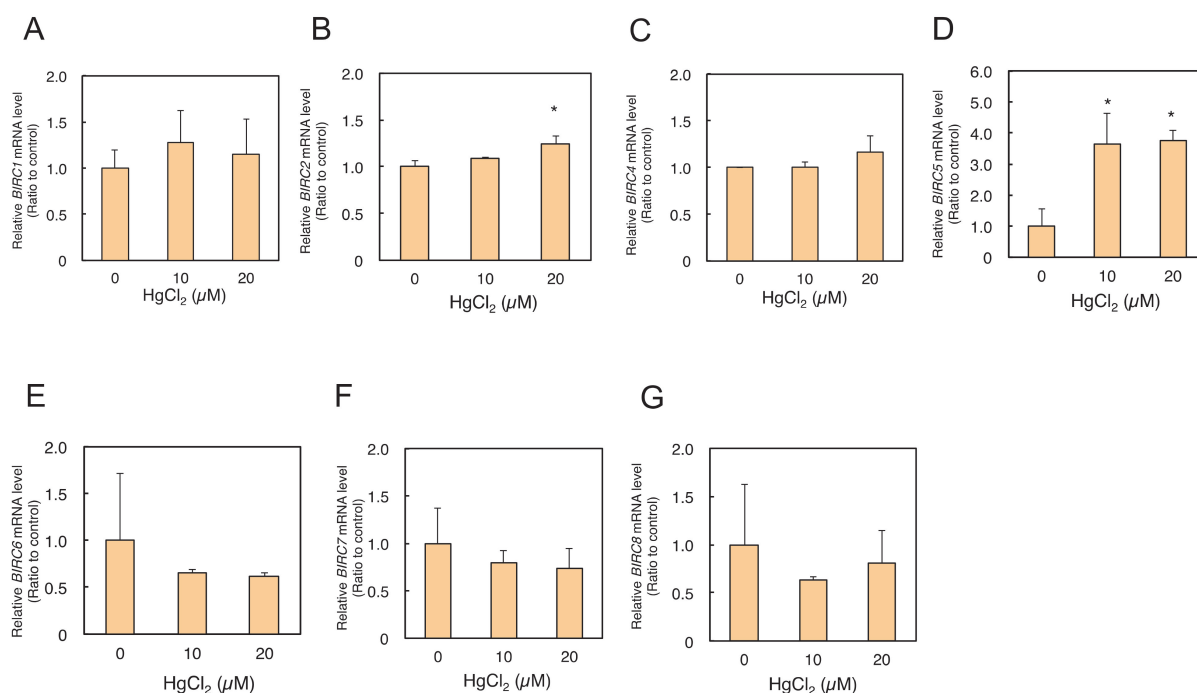 A
Relative BIRC1 mRNA level
(Ratio to control)
2.0
1.5
1.0
0.5
0
0 10 20
HgCl₂ (µM)
B
Relative BIRC2 mRNA level
(Ratio to control)
2.0
1.5
1.0
0.5
0
*
0 10 20
HgCl₂ (µM)
C
Relative BIRC4 mRNA level
(Ratio to control)
2.0
1.5
1.0
0.5
0
0 10 20
HgCl₂ (µM)
D
Relative BIRC5 mRNA level
(Ratio to control)
6.0
5.0
4.0
3.0
2.0
1.0
0.0
* *
0 10 20
HgCl₂ (µM)
E
Relative BIRC6 mRNA level
(Ratio to control)
2.0
1.5
1.0
0.5
0
0 10 20
HgCl₂ (µM)
F
Relative BIRC7 mRNA level
(Ratio to control)
2.0
1.5
1.0
0.5
0
0 10 20
HgCl₂ (µM)
G
Relative BIRC8 mRNA level
(Ratio to control)
2.0
1.5
1.0
0.5
0
0 10 20
HgCl₂ (µM)